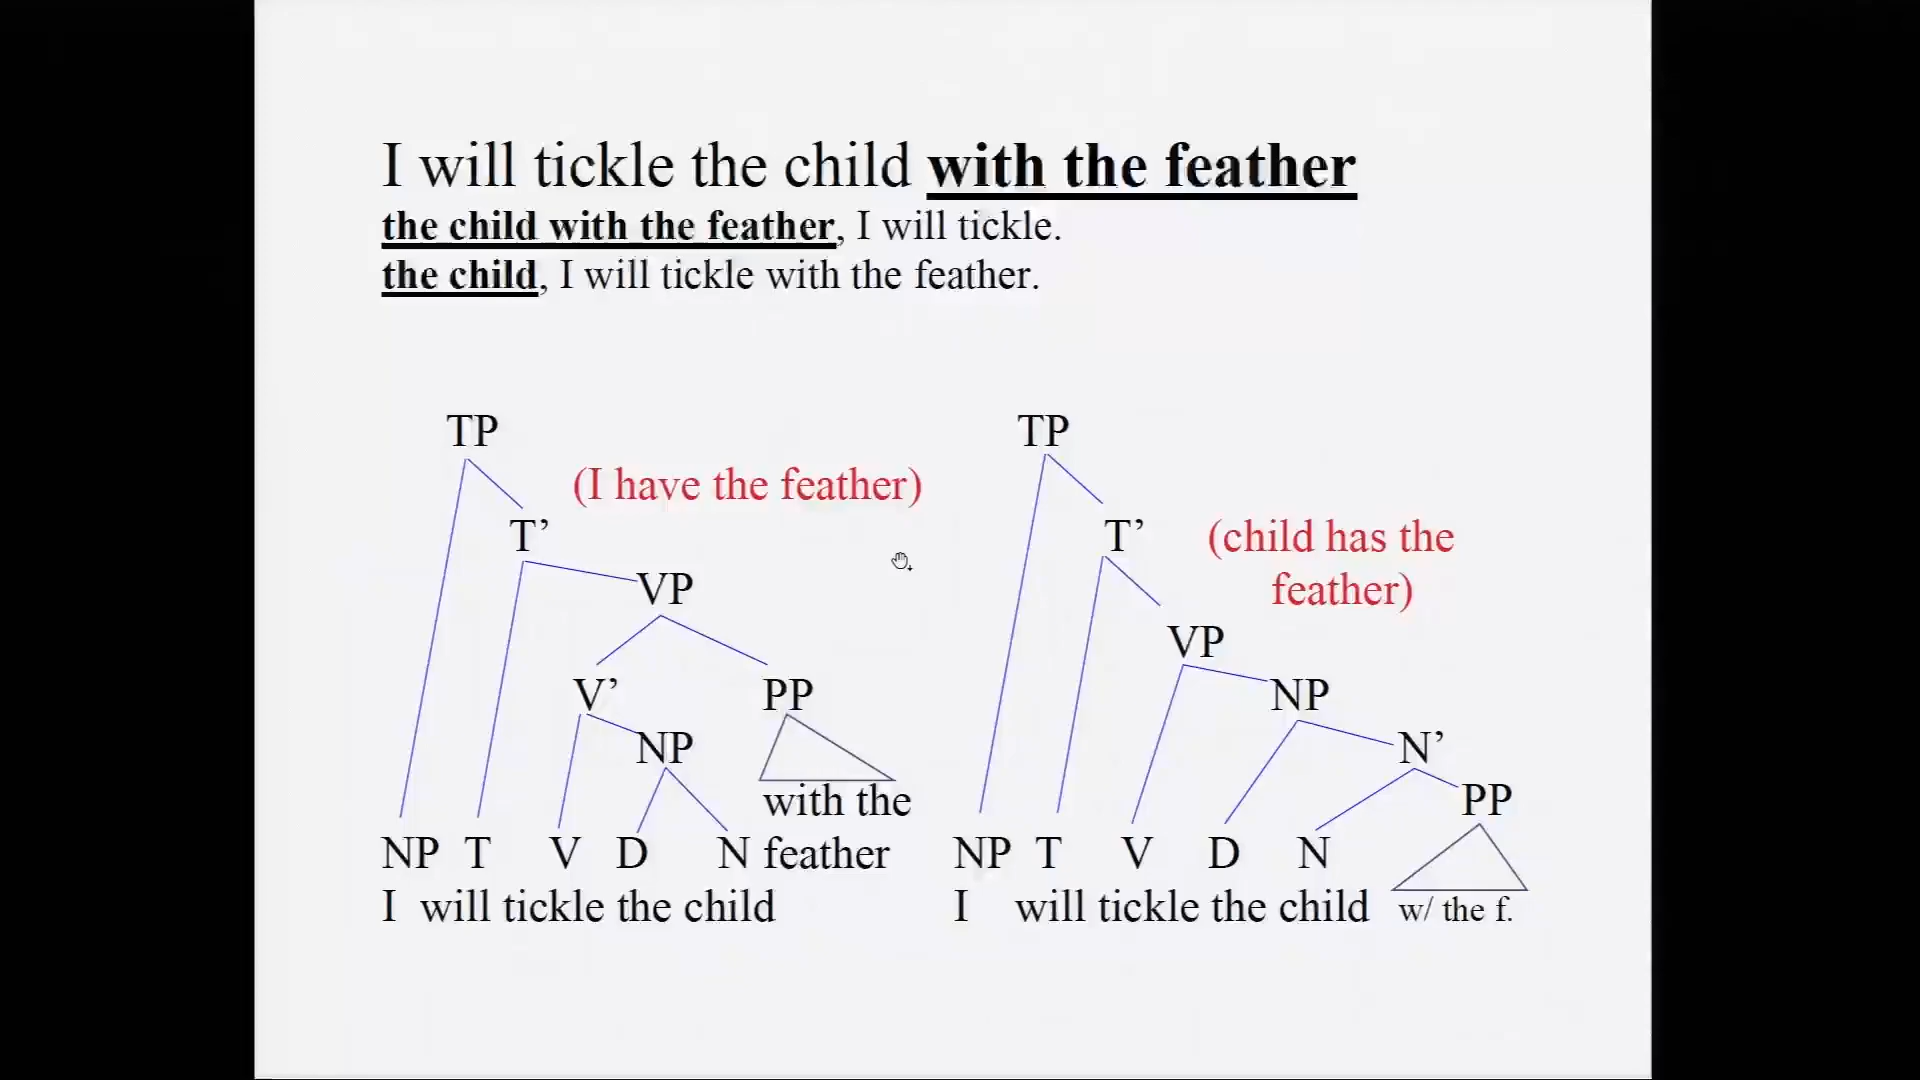 I will tickle the child with the feather
the child with the feather, I will tickle.
the child, I will tickle with the feather.
TP
(I have the feather)
T’
VP
V’ PP
NP
with the
NP T V D N feather
I will tickle the child
TP
T’
(child has the
feather)
VP
NP
N’
PP
NP T V D N
I will tickle the child w/ the f.